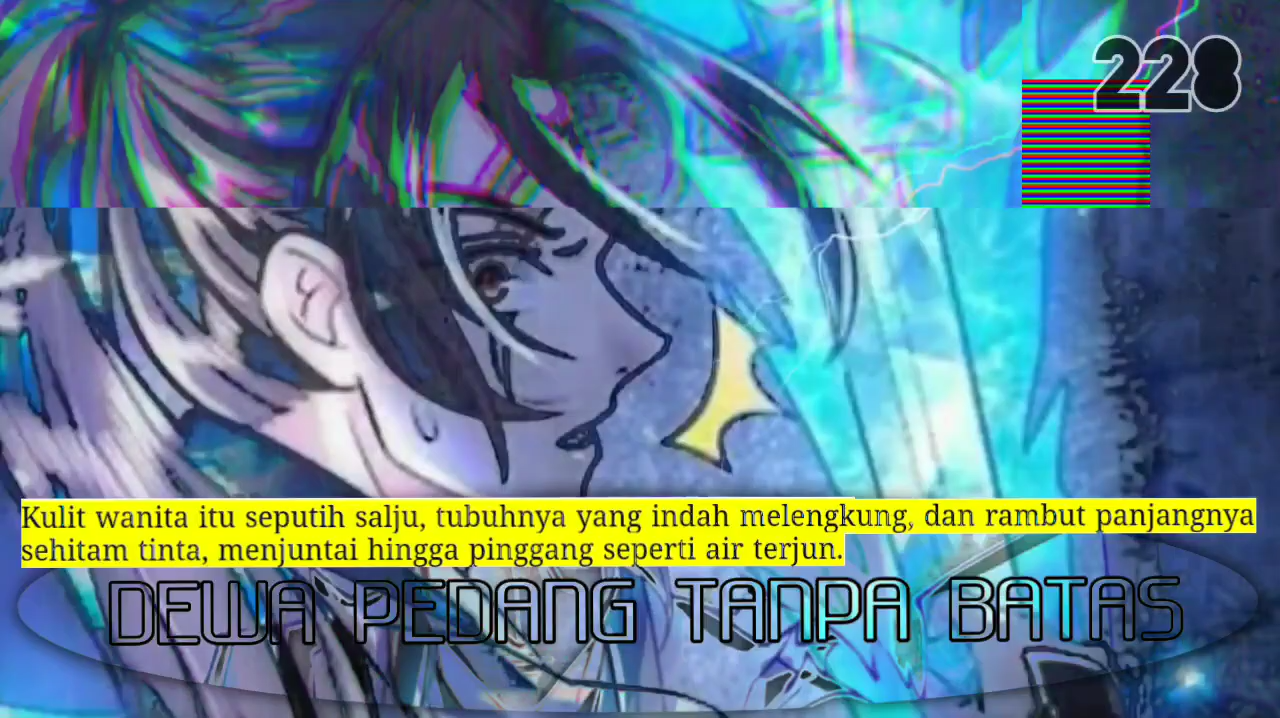 228
Kulit wanita itu seputih salju, tubuhnya yang indah melengkung, dan rambut panjangnya
sehitam tinta, menjuntai hingga pinggang seperti air terjun.
DEWA PEDANG TANPA BATAS